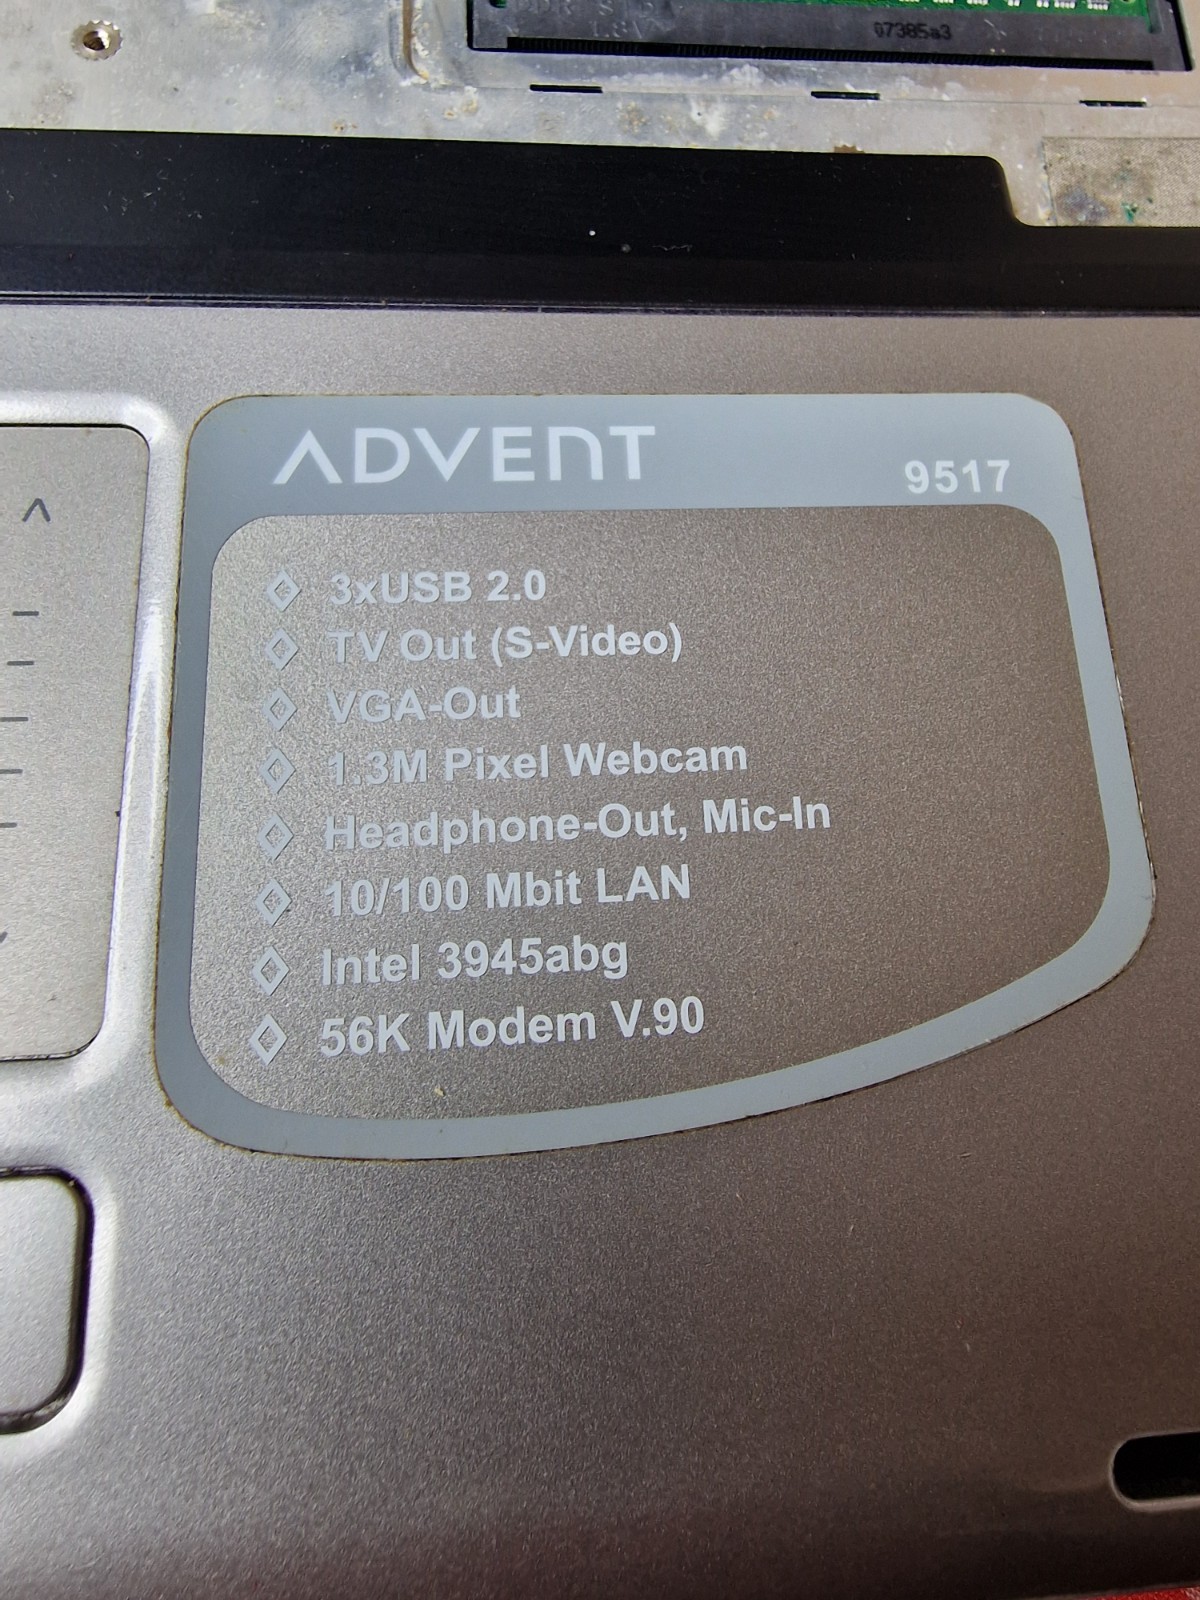 07385a3
ADVENT
9517
3xUSB 2.0
TV Out (S-Video)
VGA-Out
1.3M Pixel Webcam
Headphone-Out, Mic-In
10/100 Mbit LAN
Intel 3945abg
56K Modem V.90